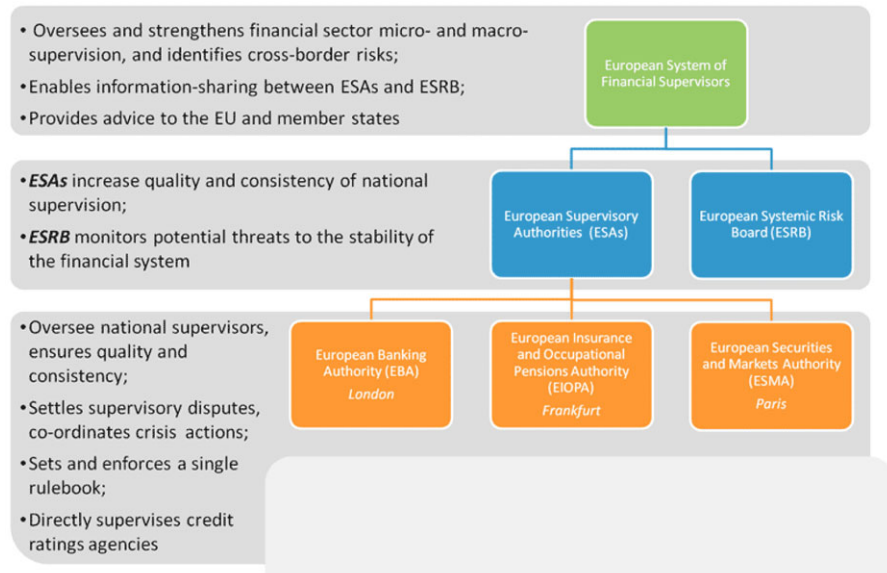 • Oversees and strengthens financial sector micro- and macro-
supervision, and identifies cross-border risks;
•Enables information-sharing between ESAs and ESRB;
•Provides advice to the EU and member states
European System of
Financial Supervisors
•ESAs increase quality and consistency of national
supervision;
•ESRB monitors potential threats to the stability of
the financial system
European Supervisory
Authorities (ESAs)
European Systemic Risk
Board (ESRB)
•Oversee national supervisors,
ensures quality and
consistency;
•Settles supervisory disputes,
co-ordinates crisis actions;
•Sets and enforces a single
rulebook;
•Directly supervises credit
ratings agencies
European Banking
Authority (EBA)
London
European Insurance
and Occupational
Pensions Authority
(EIOPA)
Frankfurt
European Securities
and Markets Authority
(ESMA)
Paris